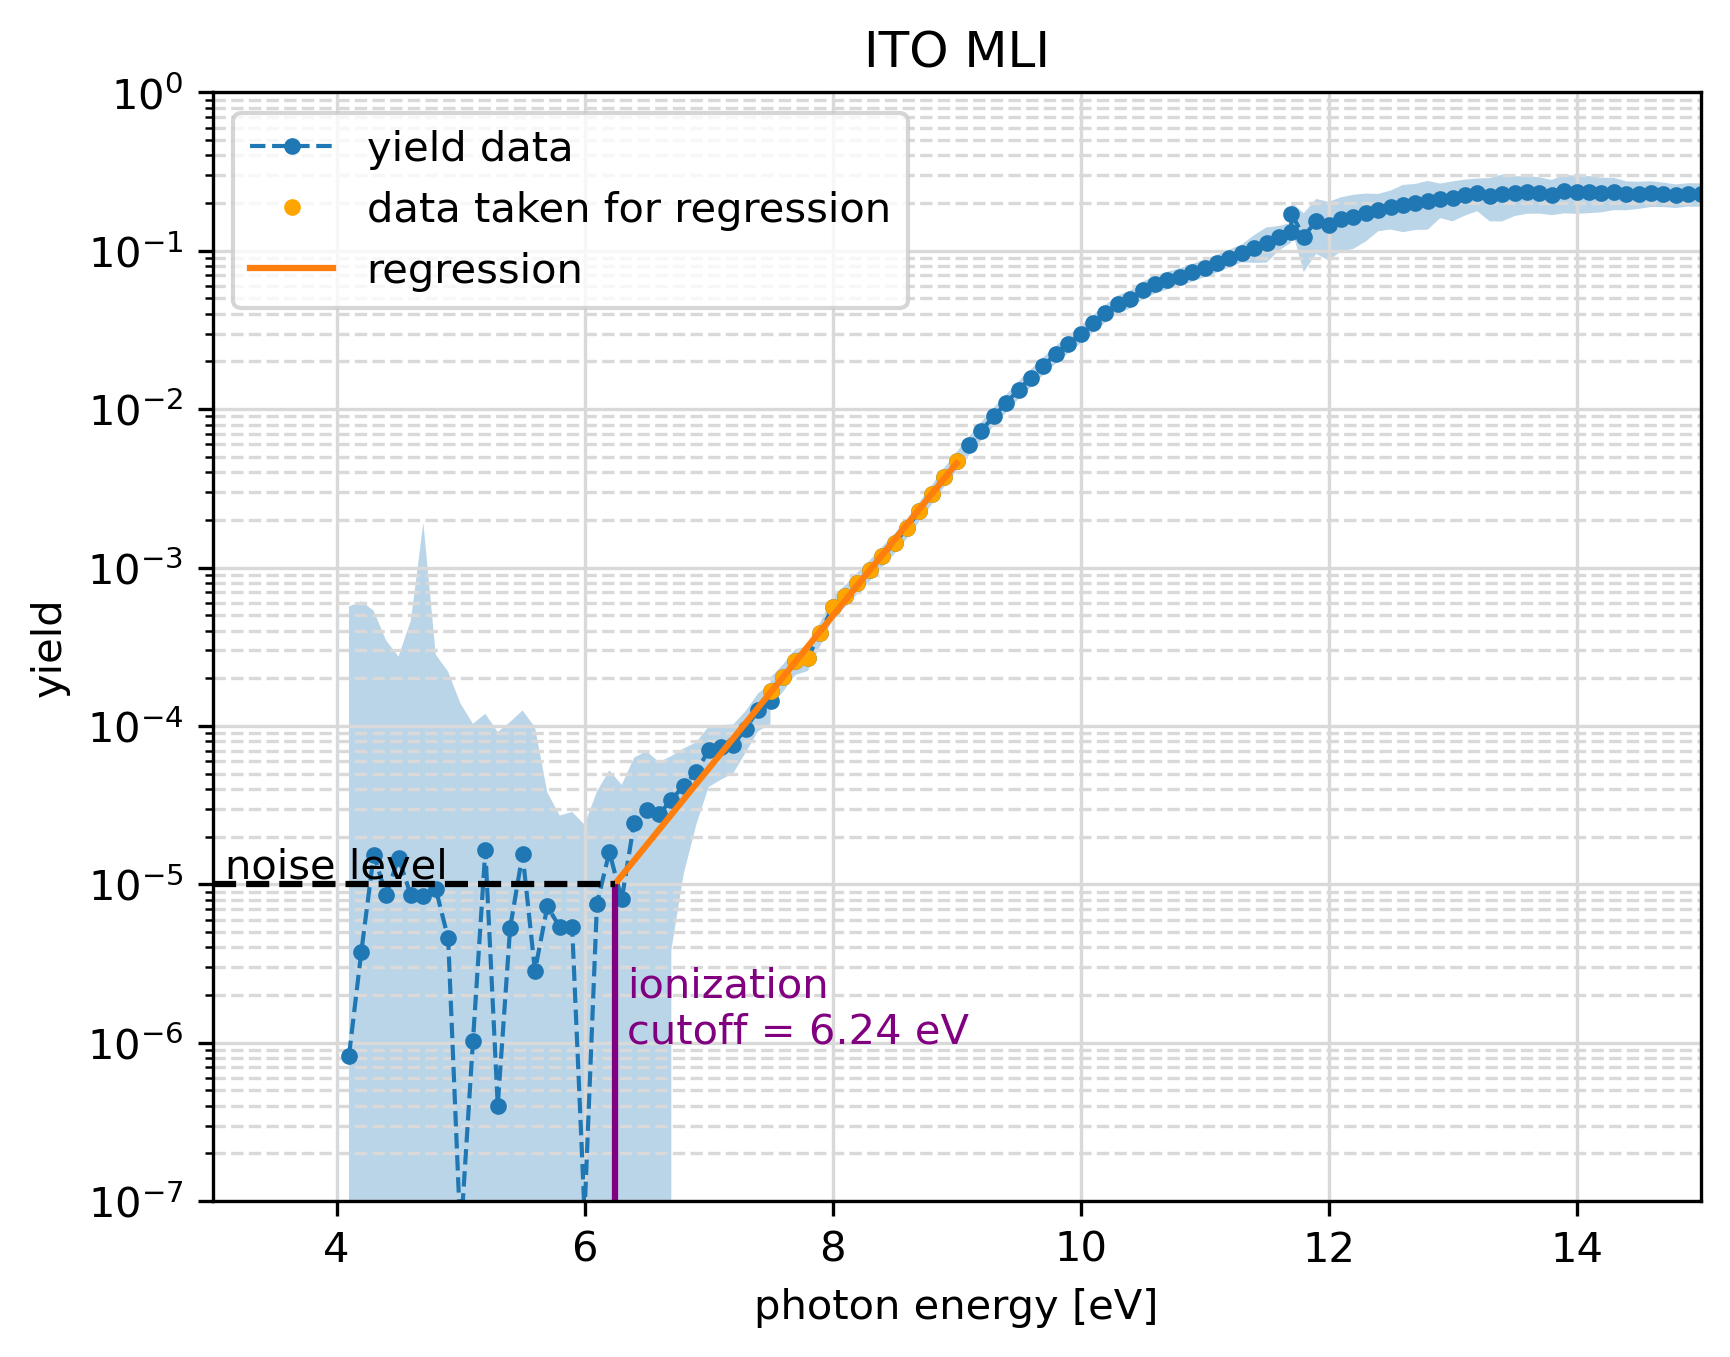 ITO MLI
10⁰
10⁻¹
10⁻²
10⁻³
10⁻⁴
10⁻⁵
10⁻⁶
10⁻⁷
yield
yield data
data taken for regression
regression
noise level
ionization
cutoff = 6.24 eV
4 6 8 10 12 14
photon energy [eV]